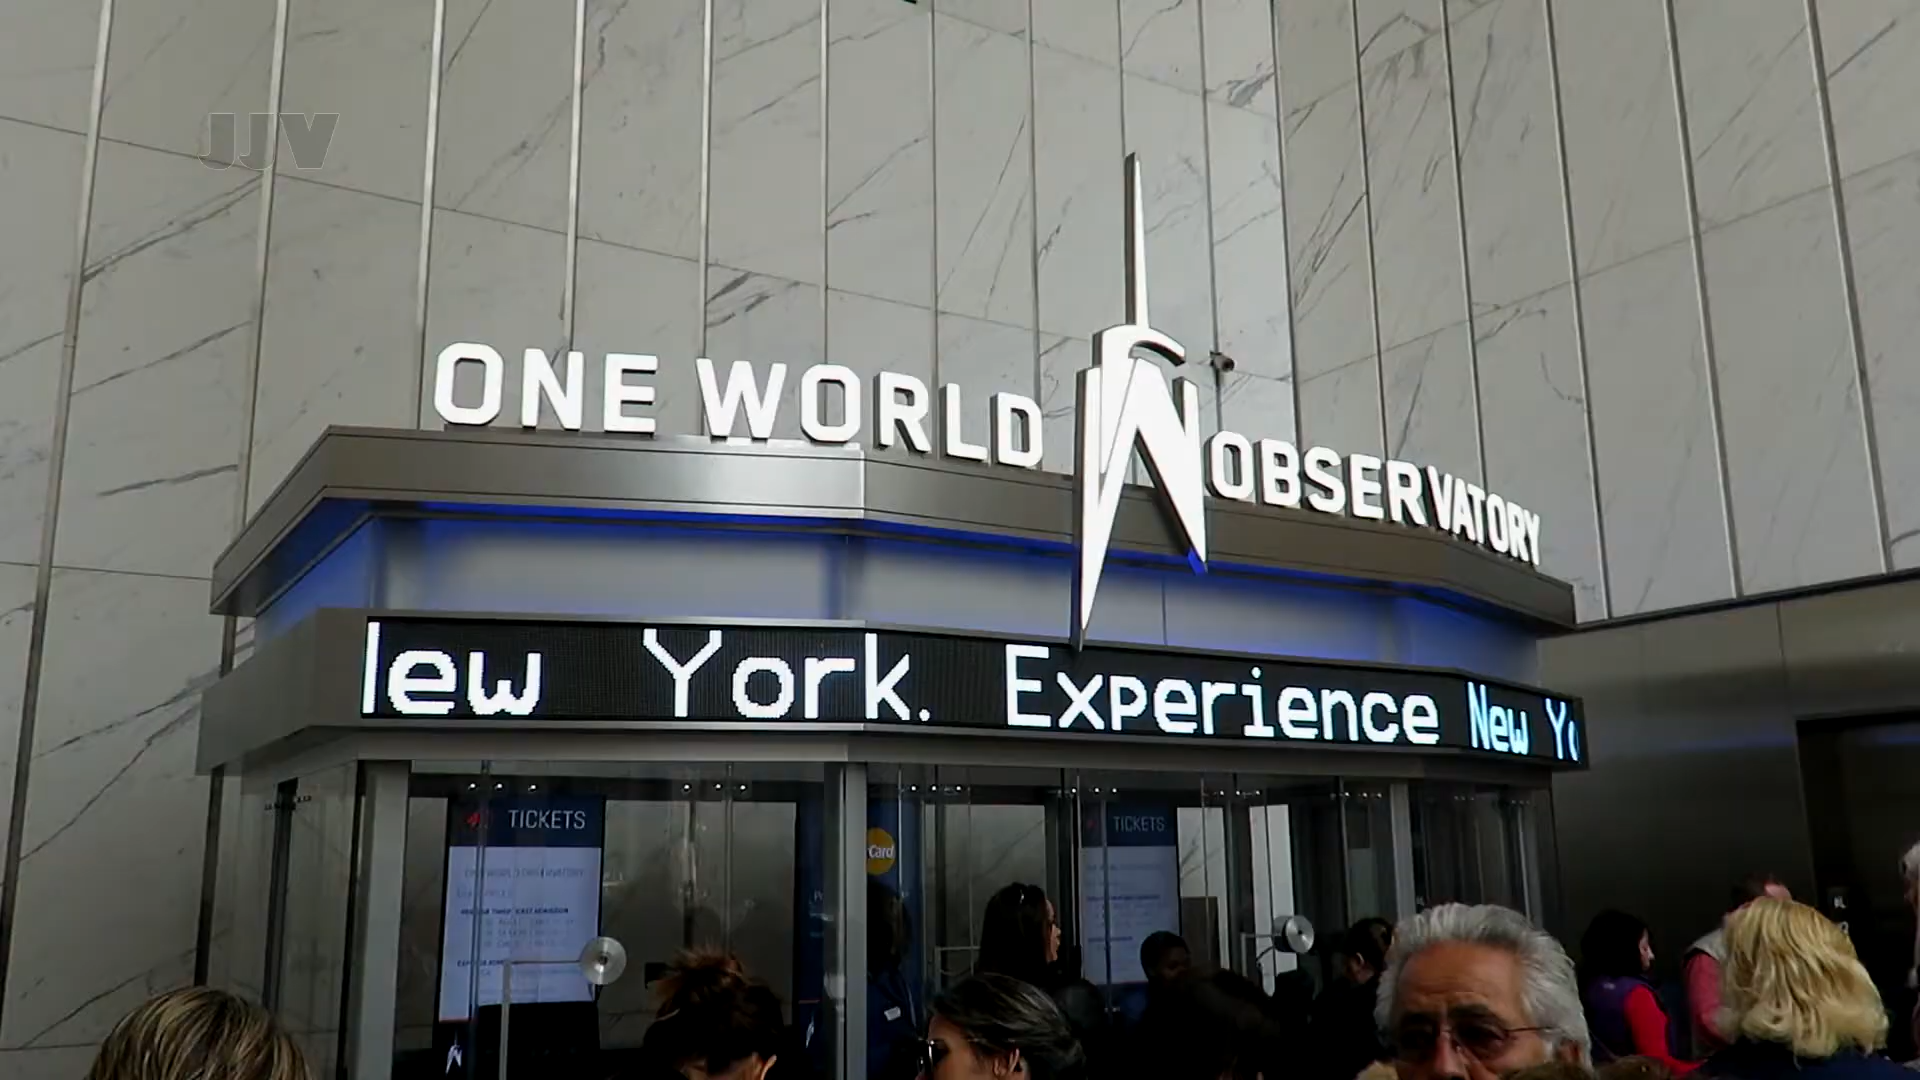 JJV
ONE WORLD OBSERVATORY
lew York. Experience New Yo
TICKETS
TICKETS
Card